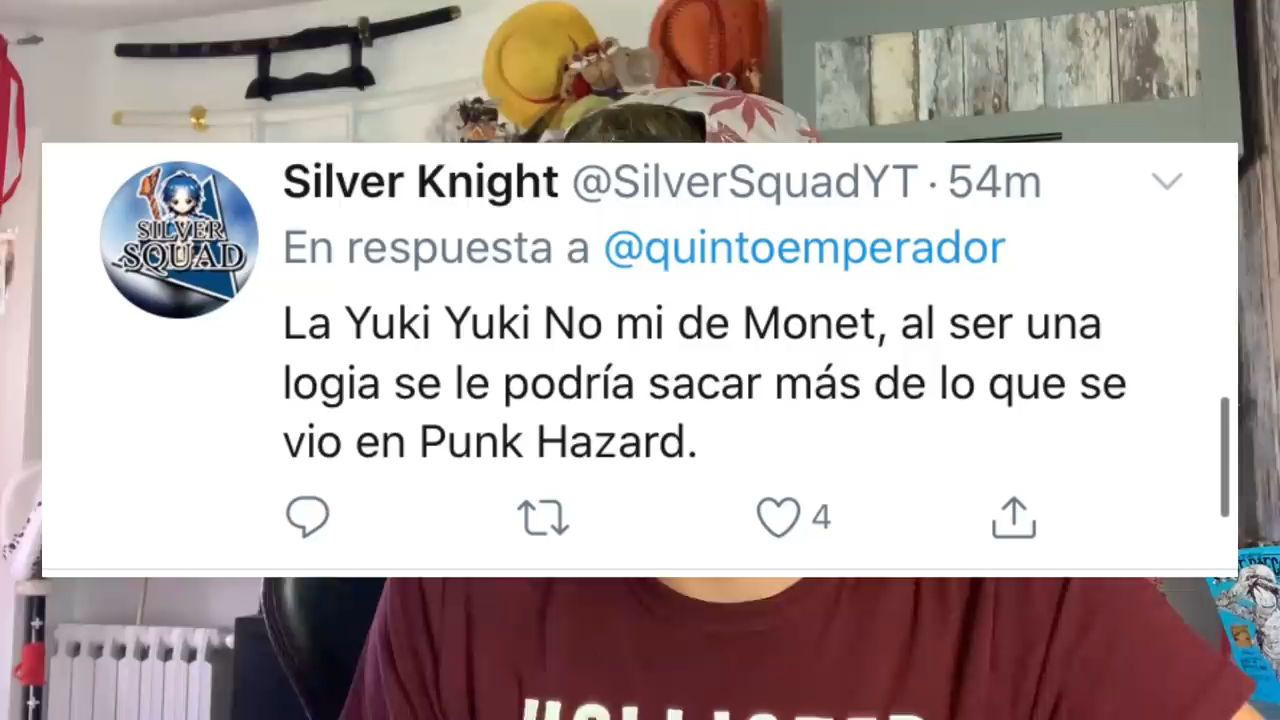 Silver Knight @SilverSquadYT · 54m
SILVER
SQUAD
En respuesta a @quintoemperador
La Yuki Yuki No mi de Monet, al ser una
logia se le podría sacar más de lo que se
vio en Punk Hazard.
4
HOLLISTER